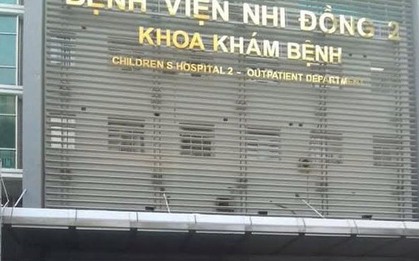 BỆNH VIỆN NHI ĐỒNG 2
KHOA KHÁM BỆNH
CHILDREN'S HOSPITAL 2 - OUTPATIENT DEPARTMENT